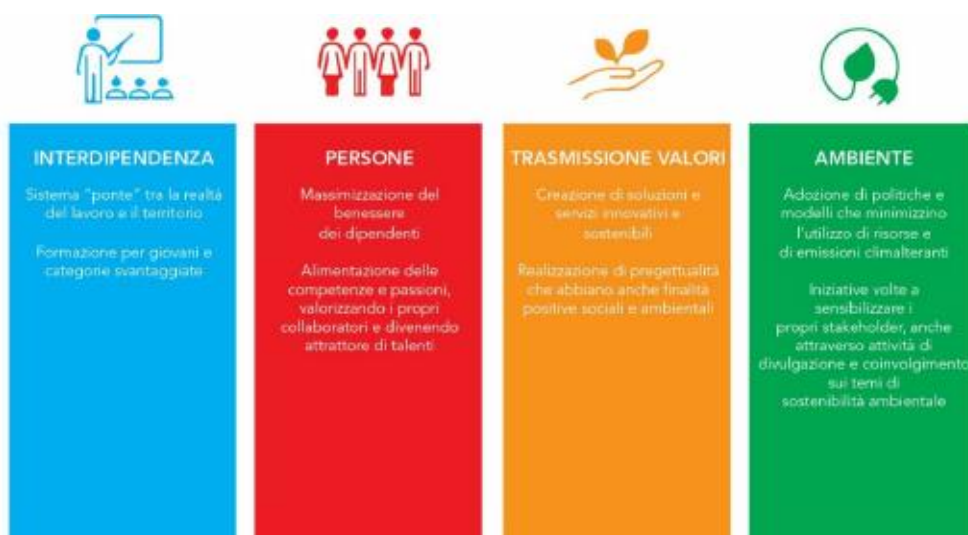 INTERDIPENDENZA
Sistema "ponte" tra la realtà
del lavoro e il territorio
Formazione per giovani e
categorie svantaggiate
PERSONE
Massimizzazione del
benessere
dei dipendenti
Alimentazione delle
competenze e passioni,
valorizzando i propri
collaboratori e divenendo
attrattore di talenti
TRASMISSIONE VALORI
Creazione di soluzioni e
servizi innovativi e
sostenibili
Realizzazione di progettualità
che abbiano anche finalità
positive sociali e ambientali
AMBIENTE
Adozione di politiche e
modelli che minimizzino
l'utilizzo di risorse e
di emissioni climalteranti
Iniziative volte a
sensibilizzare i
propri stakeholder, anche
attraverso attività di
divulgazione e coinvolgimento
sui temi di
sostenibilità ambientale